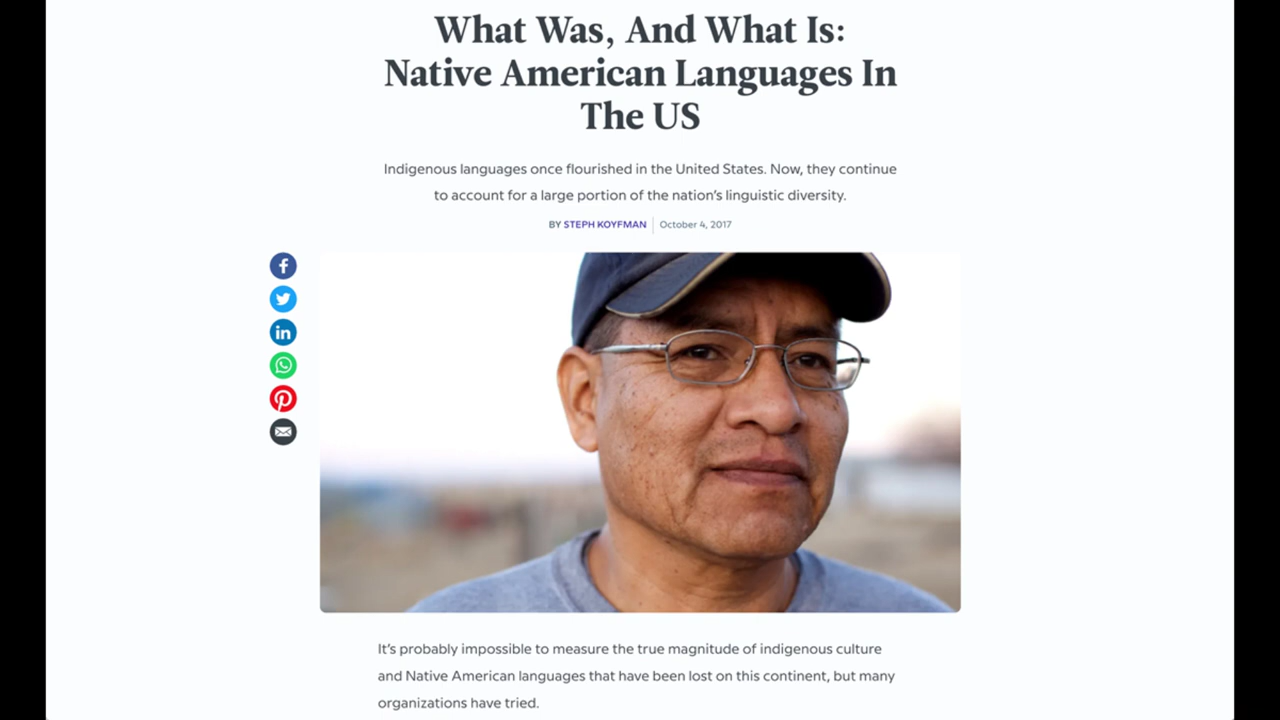 What Was, And What Is:
Native American Languages In
The US
Indigenous languages once flourished in the United States. Now, they continue
to account for a large portion of the nation's linguistic diversity.
BY STEPH KOYFMAN | October 4, 2017
f
in
It's probably impossible to measure the true magnitude of indigenous culture
and Native American languages that have been lost on this continent, but many
organizations have tried.